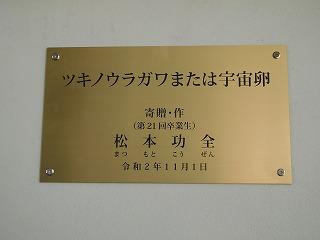 ツキノウラガワまたは宇宙卵
寄贈・作
(第21回卒業生)
松本功全
まつ もと こう ぜん
令和2年11月1日